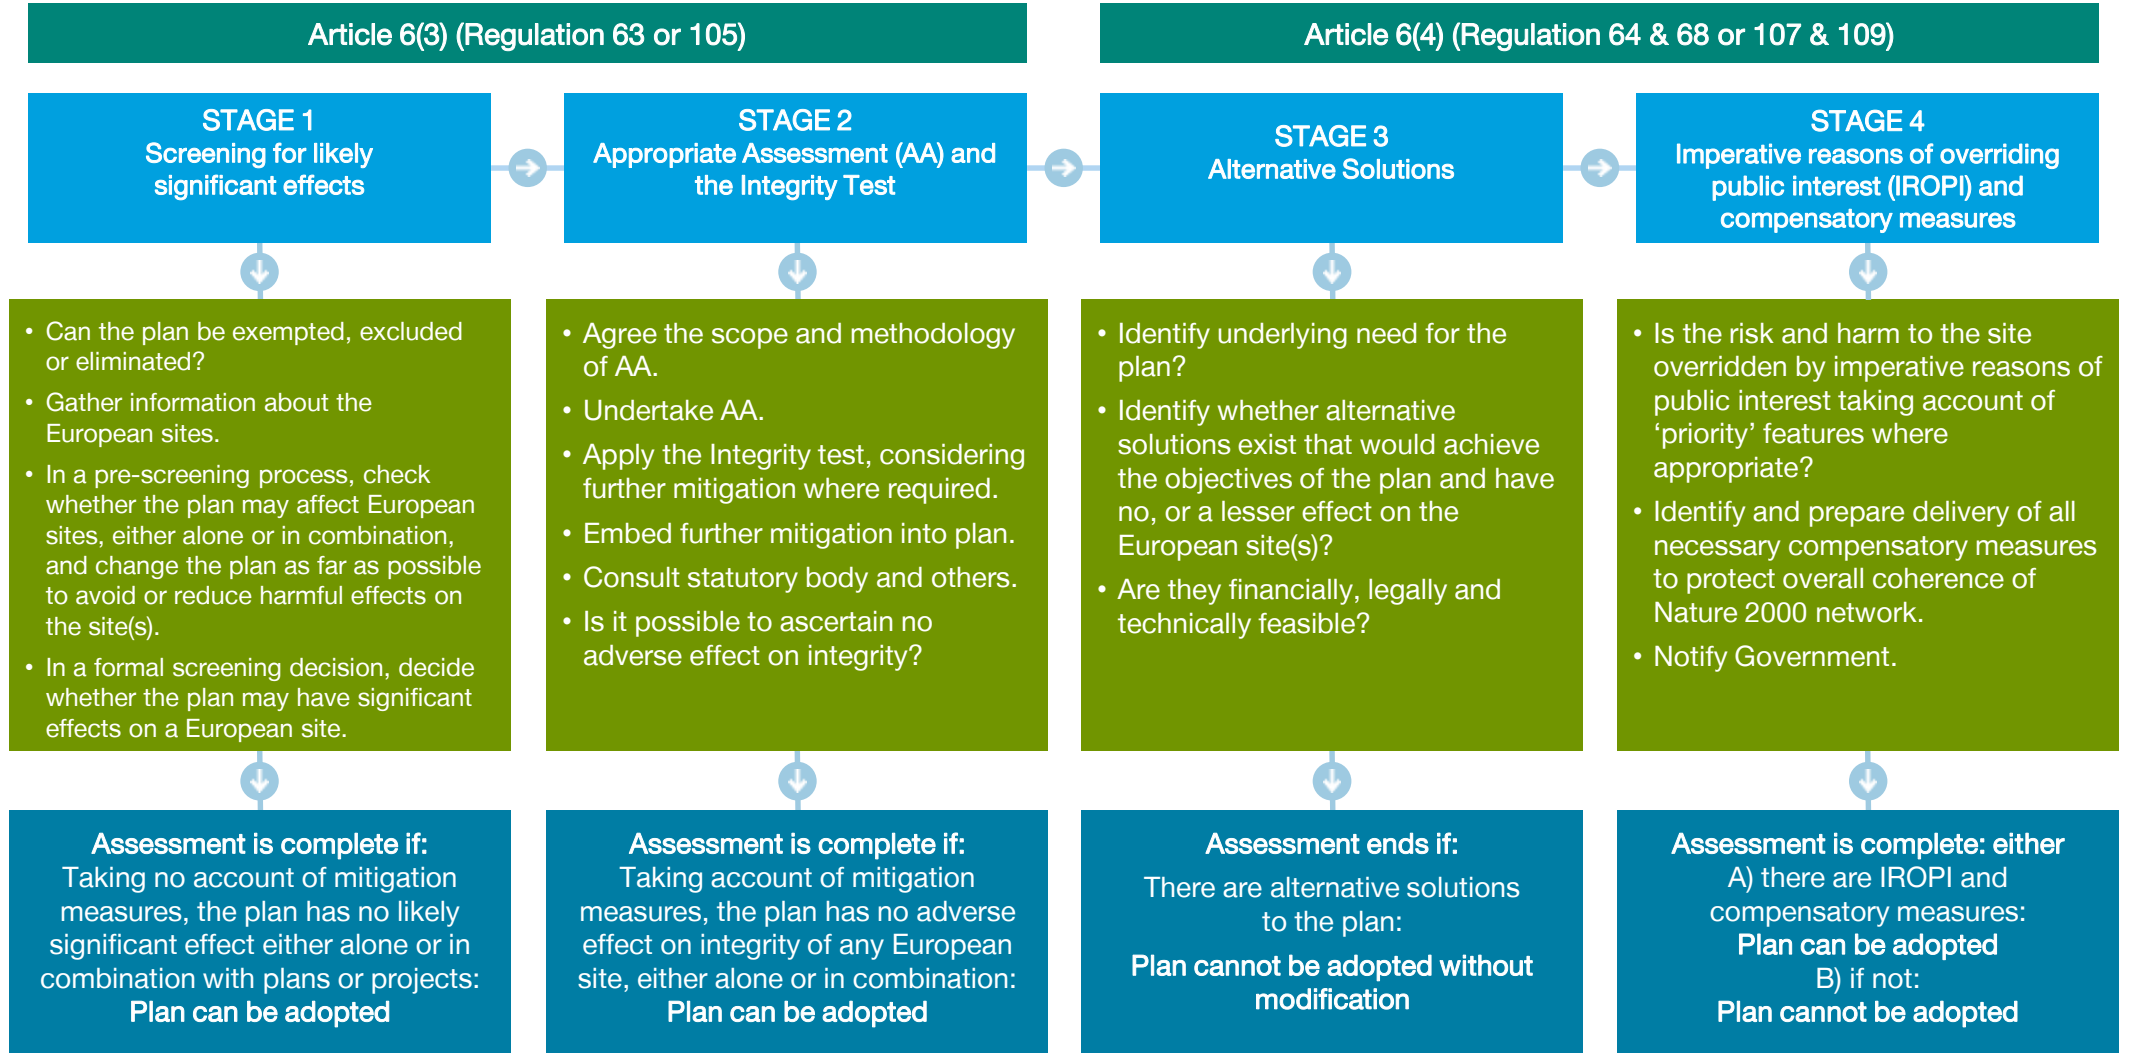 Article 6(3) (Regulation 63 or 105)
Article 6(4) (Regulation 64 & 68 or 107 & 109)
STAGE 1
Screening for likely
significant effects
STAGE 2
Appropriate Assessment (AA) and
the Integrity Test
STAGE 3
Alternative Solutions
STAGE 4
Imperative reasons of overriding
public interest (IROPI) and
compensatory measures
• Can the plan be exempted, excluded
or eliminated?
• Gather information about the
European sites.
• In a pre-screening process, check
whether the plan may affect European
sites, either alone or in combination,
and change the plan as far as possible
to avoid or reduce harmful effects on
the site(s).
• In a formal screening decision, decide
whether the plan may have significant
effects on a European site.
• Agree the scope and methodology
of AA.
• Undertake AA.
• Apply the Integrity test, considering
further mitigation where required.
• Embed further mitigation into plan.
• Consult statutory body and others.
• Is it possible to ascertain no
adverse effect on integrity?
• Identify underlying need for the
plan?
• Identify whether alternative
solutions exist that would achieve
the objectives of the plan and have
no, or a lesser effect on the
European site(s)?
• Are they financially, legally and
technically feasible?
• Is the risk and harm to the site
overridden by imperative reasons of
public interest taking account of
‘priority’ features where
appropriate?
• Identify and prepare delivery of all
necessary compensatory measures
to protect overall coherence of
Nature 2000 network.
• Notify Government.
Assessment is complete if:
Taking no account of mitigation
measures, the plan has no likely
significant effect either alone or in
combination with plans or projects:
Plan can be adopted
Assessment is complete if:
Taking account of mitigation
measures, the plan has no adverse
effect on integrity of any European
site, either alone or in combination:
Plan can be adopted
Assessment ends if:
There are alternative solutions
to the plan:
Plan cannot be adopted without
modification
Assessment is complete: either
A) there are IROPI and
compensatory measures:
Plan can be adopted
B) if not:
Plan cannot be adopted